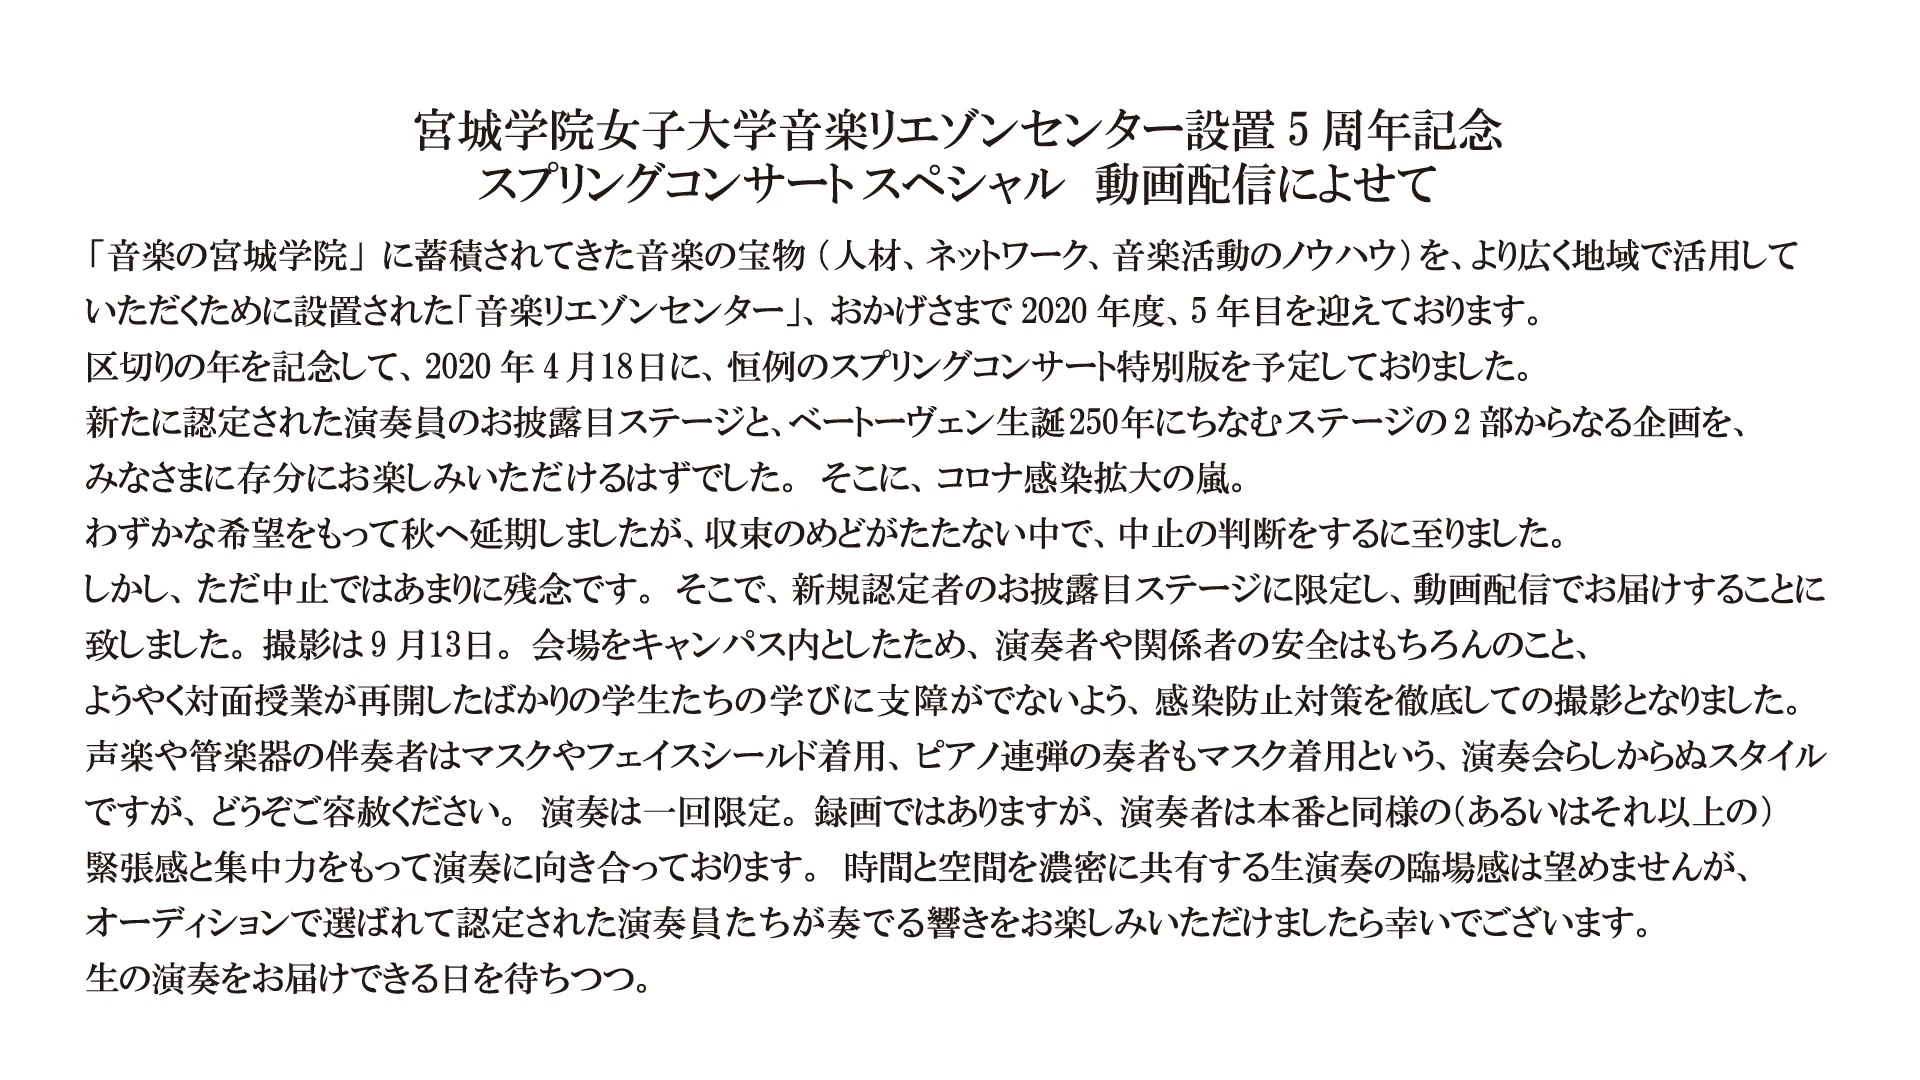 宮城学院女子大学音楽リエゾンセンター設置5周年記念
スプリングコンサートスペシャル　動画配信によせて
「音楽の宮城学院」に蓄積されてきた音楽の宝物（人材、ネットワーク、音楽活動のノウハウ）を、より広く地域で活用して
いただくために設置された「音楽リエゾンセンター」、おかげさまで2020年度、5年目を迎えております。
区切りの年を記念して、2020年4月18日に、恒例のスプリングコンサート特別版を予定しておりました。
新たに認定された演奏員のお披露目ステージと、ベートーヴェン生誕250年にちなむステージの2部からなる企画を、
みなさまに存分にお楽しみいただけるはずでした。 そこに、コロナ感染拡大の嵐。
わずかな希望をもって秋へ延期しましたが、収束のめどがたたない中で、中止の判断をするに至りました。
しかし、ただ中止ではあまりに残念です。そこで、新規認定者のお披露目ステージに限定し、動画配信でお届けすることに
致しました。撮影は9月13日。会場をキャンパス内としたため、演奏者や関係者の安全はもちろんのこと、
ようやく対面授業が再開したばかりの学生たちの学びに支障がでないよう、感染防止対策を徹底しての撮影となりました。
声楽や管楽器の伴奏者はマスクやフェイスシールド着用、ピアノ連弾の奏者もマスク着用という、演奏会らしからぬスタイル
ですが、どうぞご容赦ください。 演奏は一回限定。録画ではありますが、演奏者は本番と同様の（あるいはそれ以上の）
緊張感と集中力をもって演奏に向き合っております。 時間と空間を濃密に共有する生演奏の臨場感は望めませんが、
オーディションで選ばれて認定された演奏員たちが奏でる響きをお楽しみいただけましたら幸いでございます。
生の演奏をお届けできる日を待ちつつ。